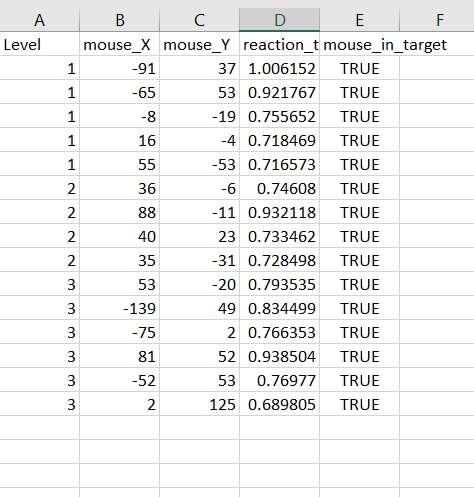 A B C D E F
Level mouse_X mouse_Y reaction_t mouse_in_target
1 -91 37 1.006152 TRUE
1 -65 53 0.921767 TRUE
1 -8 -19 0.755652 TRUE
1 16 -4 0.718469 TRUE
1 55 -53 0.716573 TRUE
2 36 -6 0.74608 TRUE
2 88 -11 0.932118 TRUE
2 40 23 0.733462 TRUE
2 35 -31 0.728498 TRUE
3 53 -20 0.793535 TRUE
3 -139 49 0.834499 TRUE
3 -75 2 0.766353 TRUE
3 81 52 0.938504 TRUE
3 -52 53 0.76977 TRUE
3 2 125 0.689805 TRUE